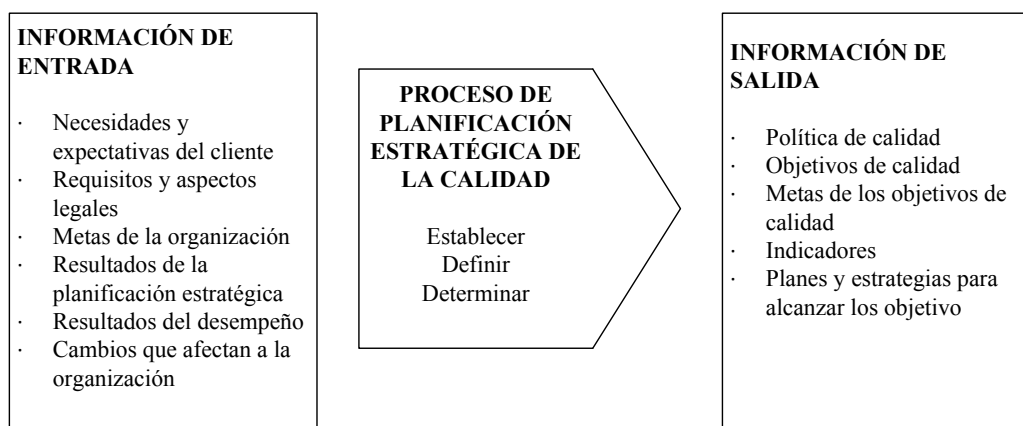 INFORMACIÓN DE
ENTRADA
· Necesidades y
expectativas del cliente
· Requisitos y aspectos
legales
· Metas de la organización
· Resultados de la
planificación estratégica
· Resultados del desempeño
· Cambios que afectan a la
organización
PROCESO DE
PLANIFICACIÓN
ESTRATÉGICA DE
LA CALIDAD
Establecer
Definir
Determinar
INFORMACIÓN DE
SALIDA
· Política de calidad
· Objetivos de calidad
· Metas de los objetivos de
calidad
· Indicadores
· Planes y estrategias para
alcanzar los objetivo